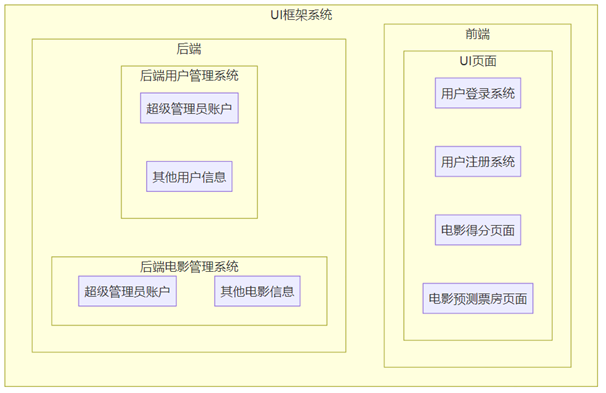 UI框架系统
后端
后端用户管理系统
超级管理员账户
其他用户信息
后端电影管理系统
超级管理员账户
其他电影信息
前端
UI页面
用户登录系统
用户注册系统
电影得分页面
电影预测票房页面